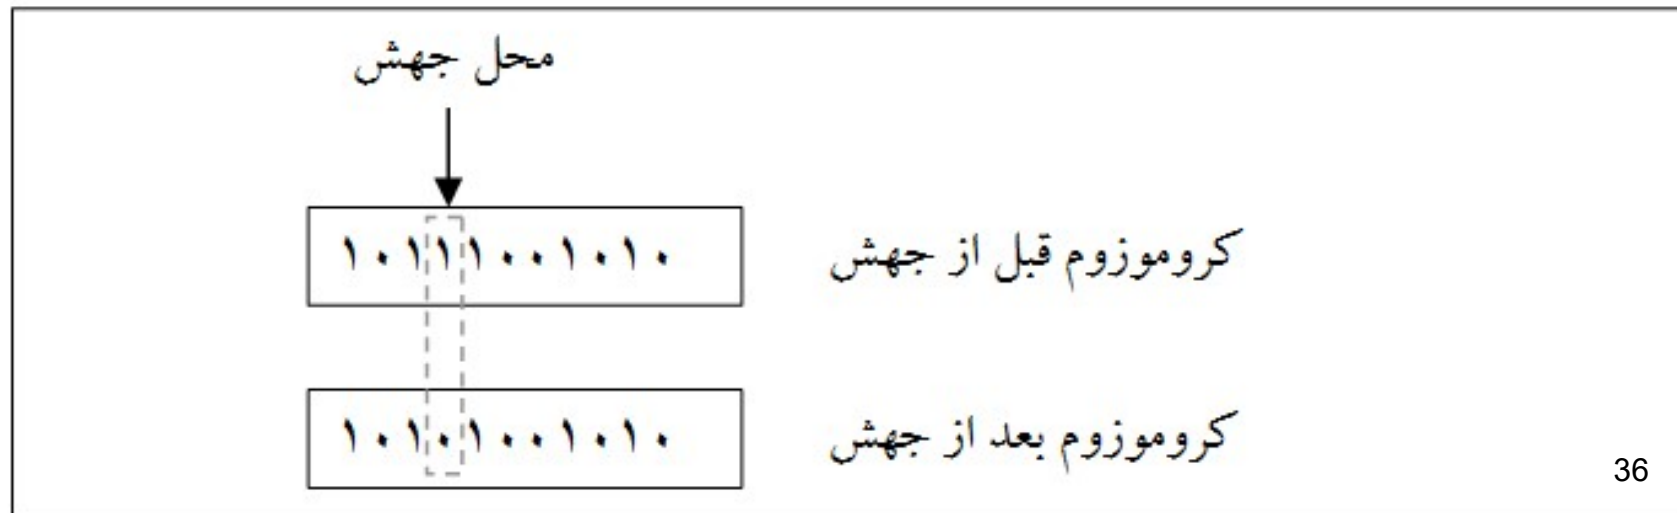 محل جهش
کروموزوم قبل از جهش
۱۰۱۱۱۰۰۱۰۱۰
کروموزوم بعد از جهش
۱۰۱۰۱۰۰۱۰۱۰
36